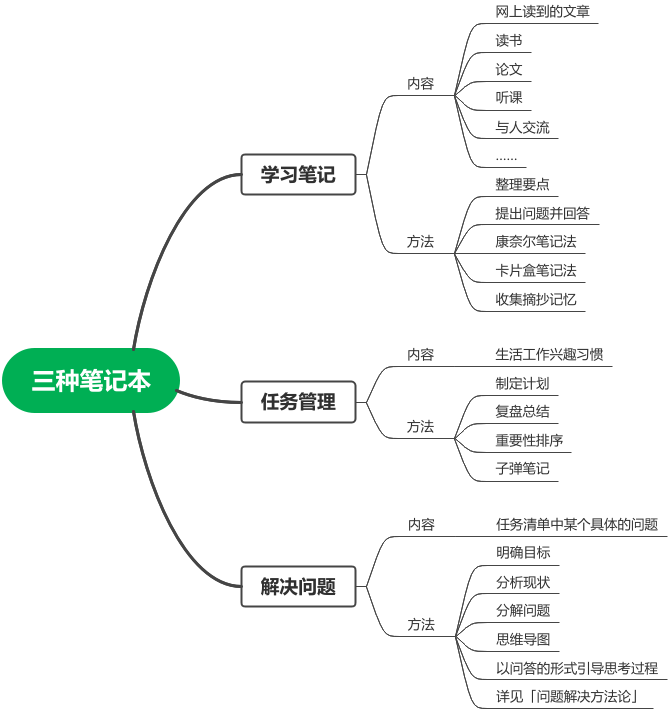 三种笔记本
学习笔记
内容
网上读到的文章
读书
论文
听课
与人交流
……
方法
整理要点
提出问题并回答
康奈尔笔记法
卡片盒笔记法
收集摘抄记忆
任务管理
内容
生活工作兴趣习惯
方法
制定计划
复盘总结
重要性排序
子弹笔记
解决问题
内容
任务清单中某个具体的问题
方法
明确目标
分析现状
分解问题
思维导图
以问答的形式引导思考过程
详见「问题解决方法论」